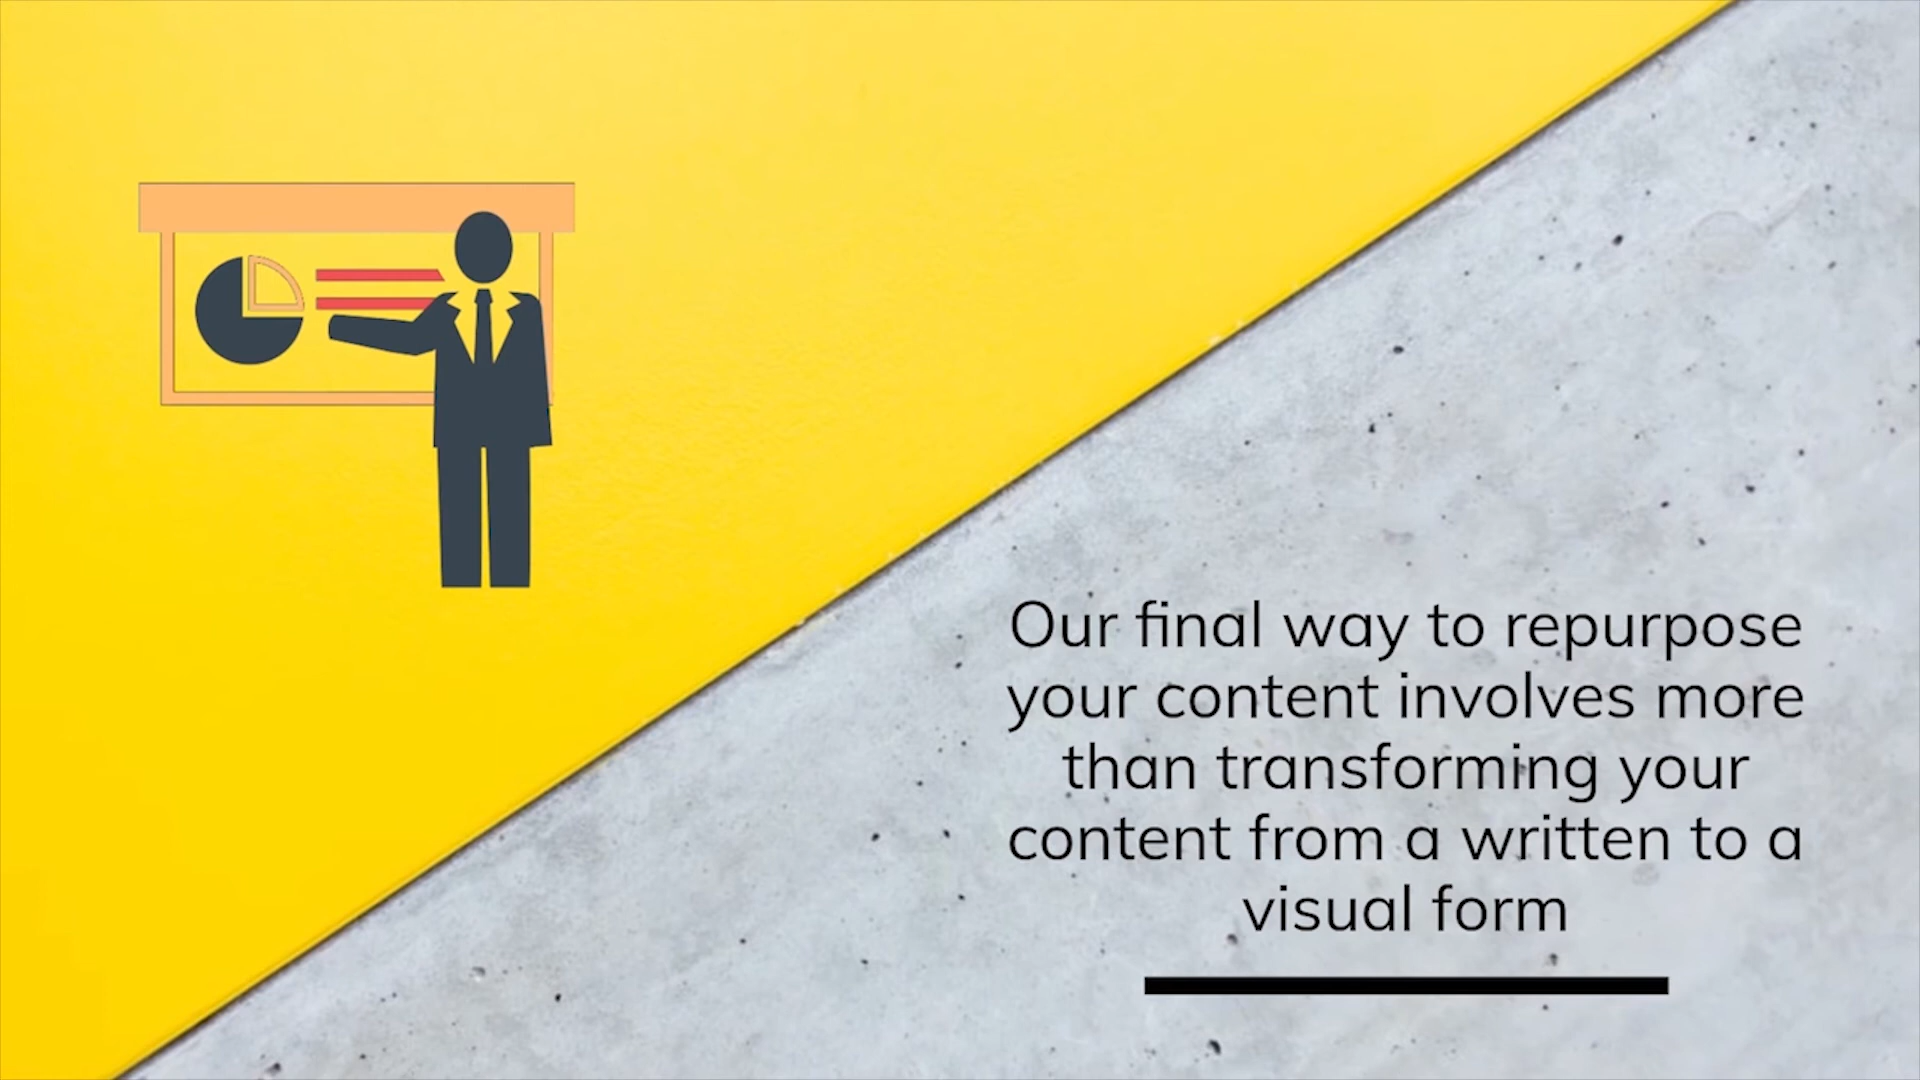 Our final way to repurpose
your content involves more
than transforming your
content from a written to a
visual form